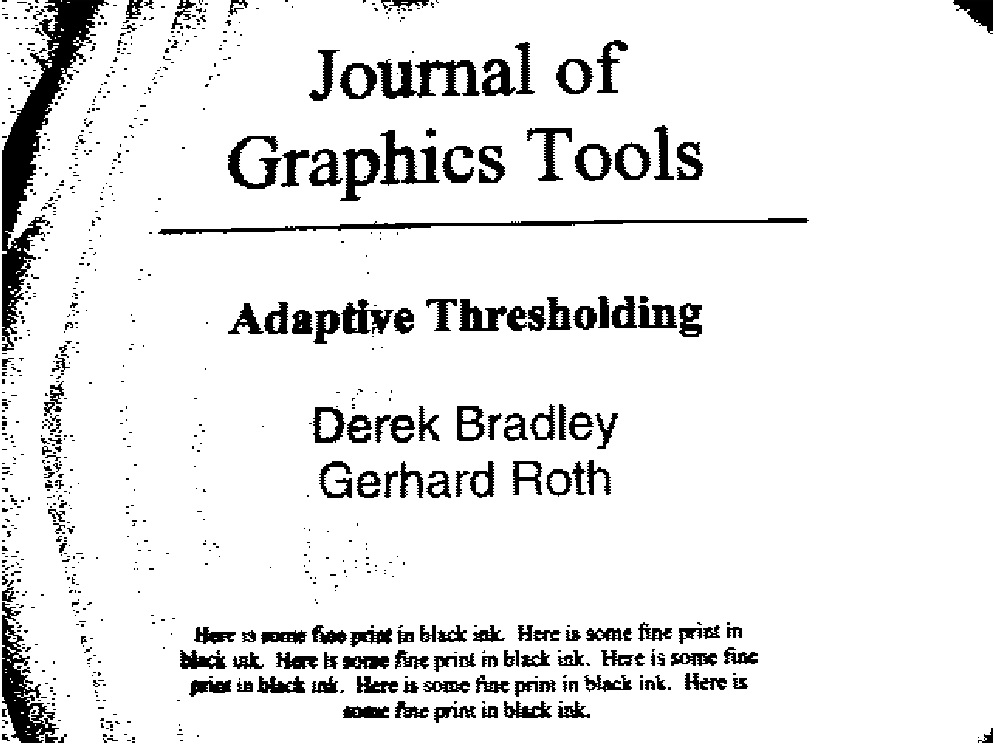 Journal of
Graphics Tools
Adaptive Thresholding
Derek Bradley
Gerhard Roth
Here is some fine print in black ink. Here is some fine print in
black ink. Here is some fine print in black ink. Here is some fine
print in black ink. Here is some fine print in black ink. Here is
some fine print in black ink.